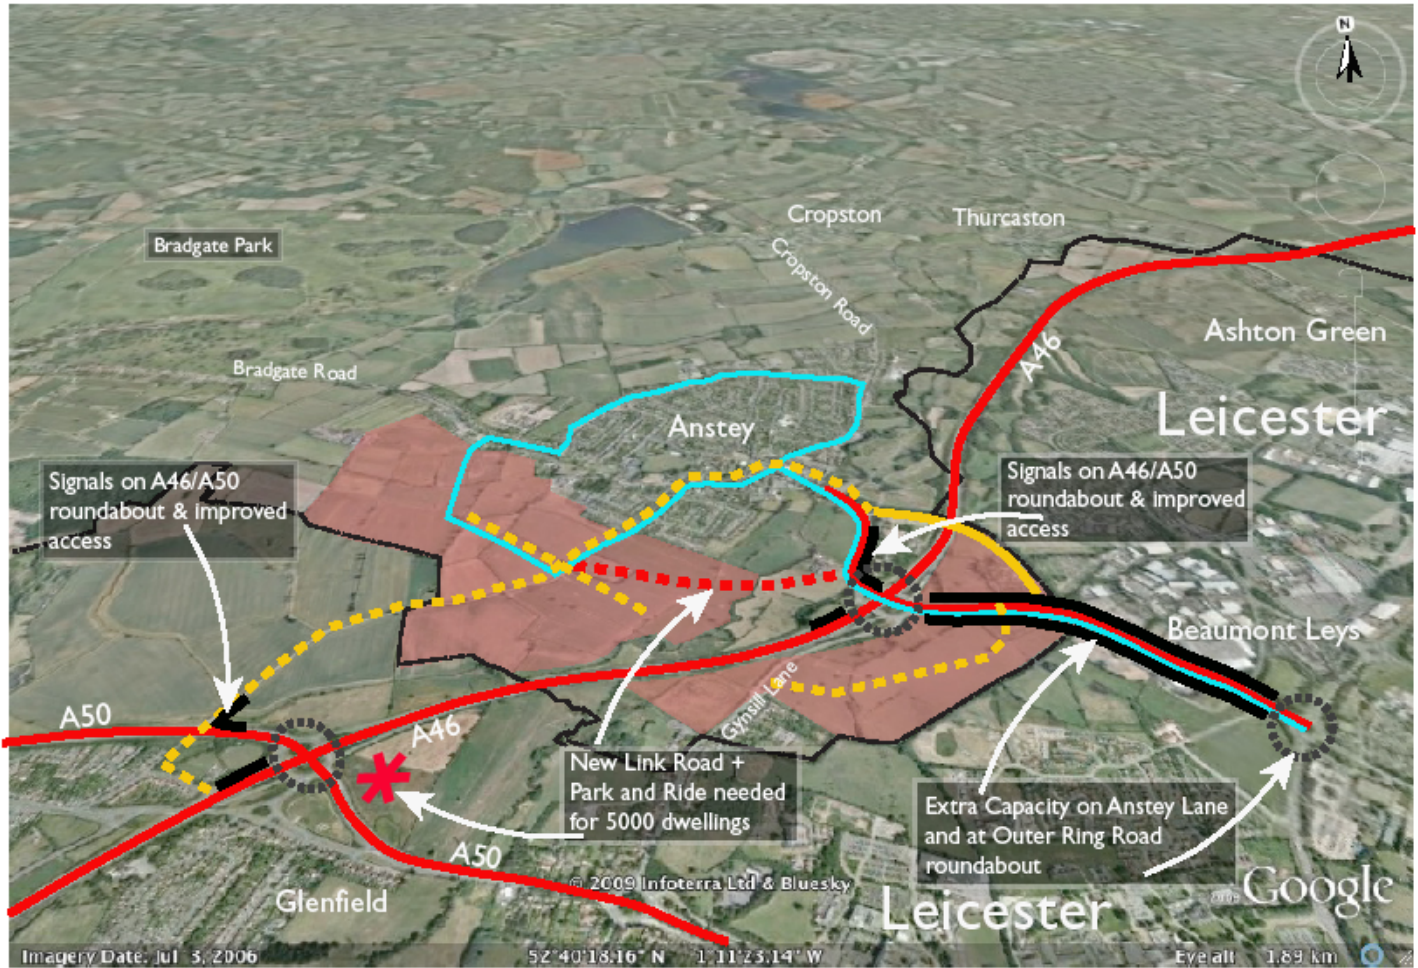 N
Cropston
Thurcaston
Bradgate Park
Cropston Road
Ashton Green
A46
Bradgate Road
Leicester
Anstey
Signals on A46/A50
roundabout & improved
access
Signals on A46/A50
roundabout & improved
access
Beaumont Leys
Gynsill Lane
A50
A46
New Link Road +
Park and Ride needed
for 5000 dwellings
Extra Capacity on Anstey Lane
and at Outer Ring Road
roundabout
A50
© 2009 Infoterra Ltd & Bluesky
Google
Glenfield
Leicester
Imagery Date: Jul 3, 2006
52°40'18.16" N
1°11'23.14" W
Eye alt 1.89 km